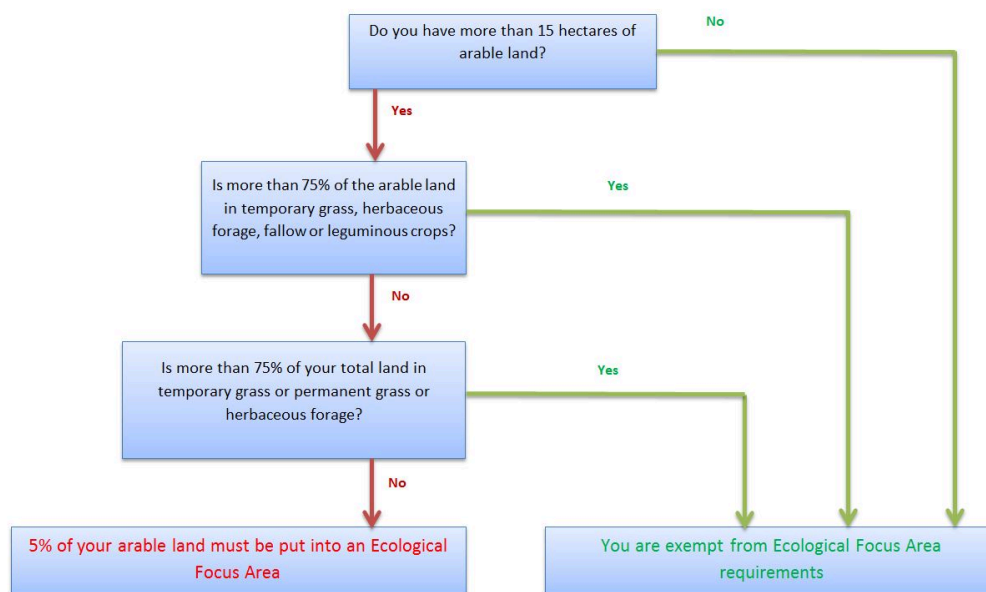 Do you have more than 15 hectares of
arable land?
No
Yes
Is more than 75% of the arable land
in temporary grass, herbaceous
forage, fallow or leguminous crops?
Yes
No
Is more than 75% of your total land in
temporary grass or permanent grass or
herbaceous forage?
Yes
No
5% of your arable land must be put into an Ecological
Focus Area
You are exempt from Ecological Focus Area
requirements